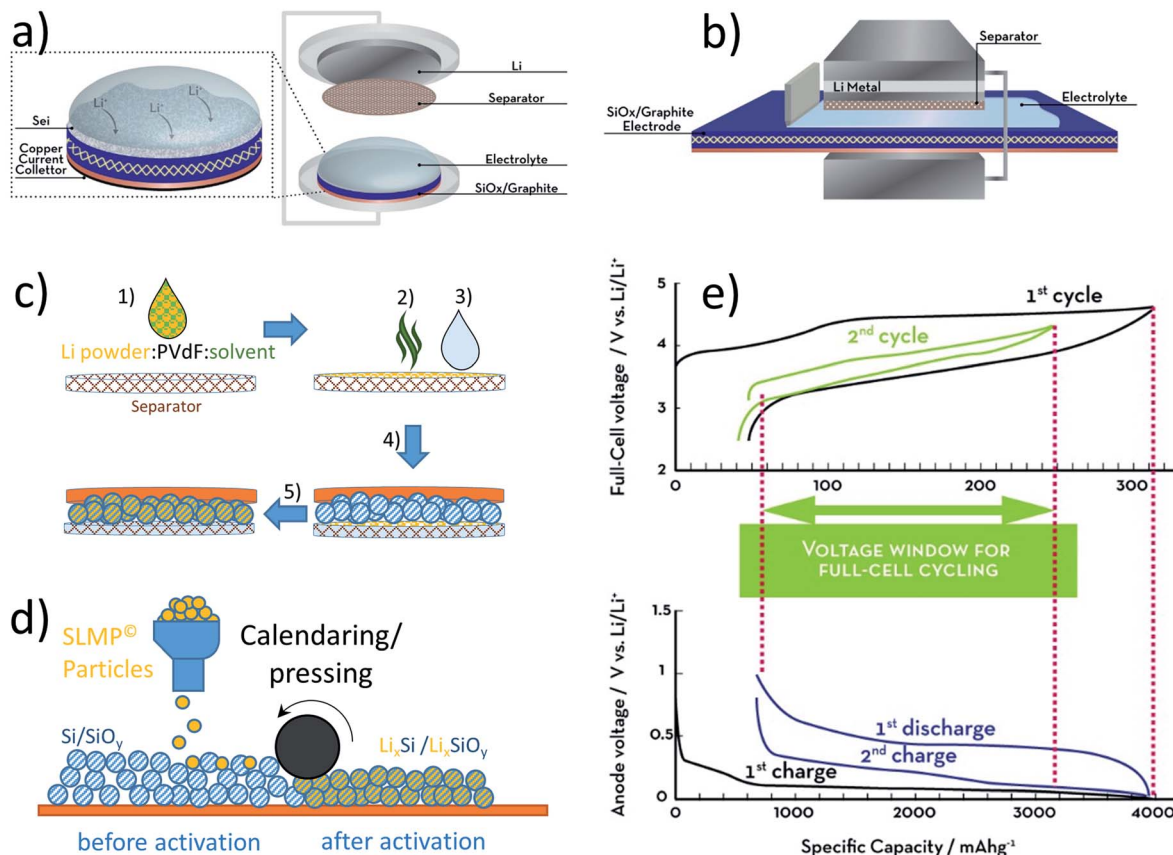 a)
Li⁺
Li⁺
Li⁺
Sei
Copper
Current
Collettor
Li
Separator
Electrolyte
SiOx/Graphite
b)
Separator
Li Metal
Electrolyte
SiOx/Graphite
Electrode
c)
1)
2)
3)
Li powder:PVdF:solvent
Separator
4)
5)
d)
SLMP©
Particles
Calendaring/
pressing
Si/SiOy
LixSi /LixSiOy
before activation
after activation
e)
Full-Cell voltage / V vs. Li/Li⁺
5
4
3
2
0
100
200
300
1st cycle
2nd cycle
VOLTAGE WINDOW FOR
FULL-CELL CYCLING
Anode voltage / V vs. Li/Li⁺
1.5
1
0.5
0
1st discharge
2nd charge
1st charge
0
1000
2000
3000
4000
Specific Capacity / mAhg⁻¹